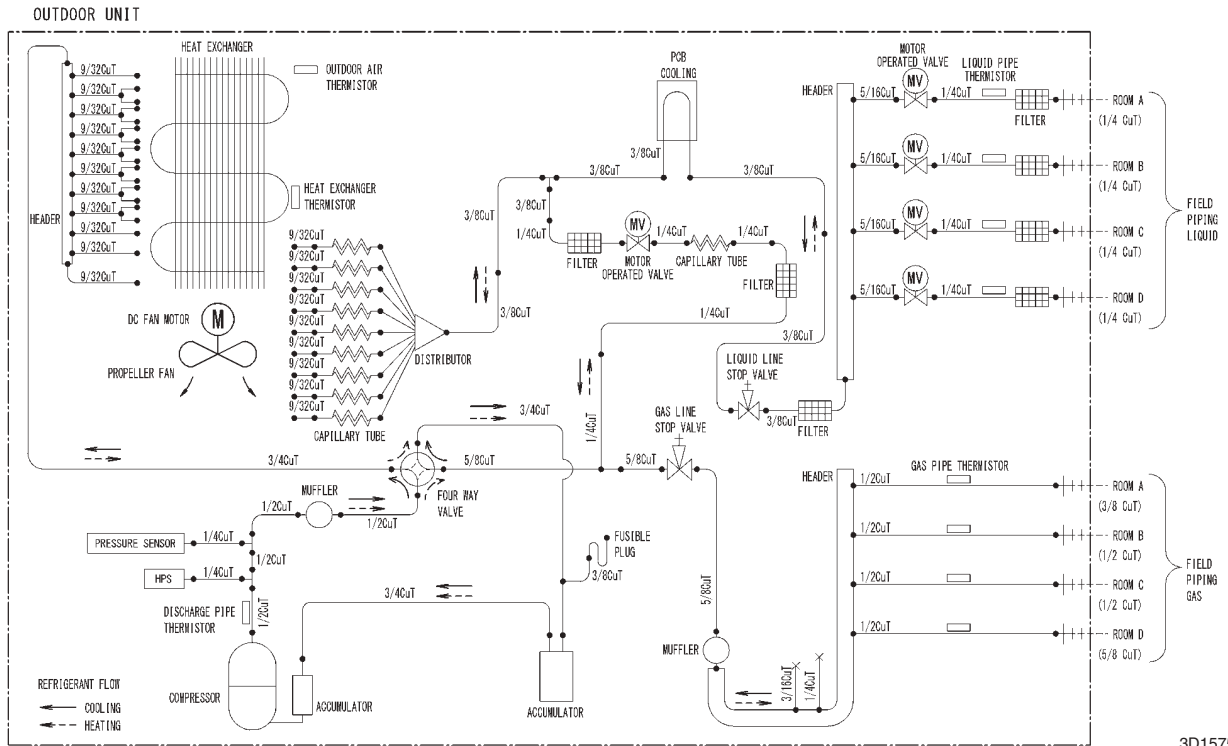 OUTDOOR UNIT
HEAT EXCHANGER
OUTDOOR AIR
THERMISTOR
9/32CuT
9/32CuT
9/32CuT
9/32CuT
9/32CuT
9/32CuT
9/32CuT
9/32CuT
9/32CuT
9/32CuT
HEADER
HEAT EXCHANGER
THERMISTOR
DC FAN MOTOR
M
PROPELLER FAN
9/32CuT
9/32CuT
9/32CuT
9/32CuT
9/32CuT
9/32CuT
9/32CuT
9/32CuT
9/32CuT
CAPILLARY TUBE
DISTRIBUTOR
3/8CuT
3/8CuT
PCB
COOLING
3/8CuT
3/8CuT
3/8CuT
3/8CuT
1/4CuT
FILTER
MV
MOTOR
OPERATED VALVE
1/4CuT
CAPILLARY TUBE
1/4CuT
FILTER
1/4CuT
1/4CuT
3/8CuT
LIQUID LINE
STOP VALVE
3/8CuT
FILTER
HEADER
MOTOR
OPERATED VALVE
LIQUID PIPE
THERMISTOR
5/16CuT
MV
1/4CuT
FILTER
ROOM A
(1/4 CuT)
5/16CuT
MV
1/4CuT
ROOM B
(1/4 CuT)
5/16CuT
MV
1/4CuT
ROOM C
(1/4 CuT)
5/16CuT
MV
1/4CuT
ROOM D
(1/4 CuT)
FIELD
PIPING
LIQUID
3/4CuT
3/4CuT
FOUR WAY
VALVE
5/8CuT
5/8CuT
GAS LINE
STOP VALVE
MUFFLER
1/2CuT
1/2CuT
PRESSURE SENSOR
1/4CuT
1/2CuT
HPS
1/4CuT
DISCHARGE PIPE
THERMISTOR
1/2CuT
COMPRESSOR
ACCUMULATOR
3/4CuT
FUSIBLE
PLUG
3/8CuT
ACCUMULATOR
5/8CuT
MUFFLER
3/16CuT
1/4CuT
HEADER
GAS PIPE THERMISTOR
1/2CuT
ROOM A
(3/8 CuT)
1/2CuT
ROOM B
(1/2 CuT)
1/2CuT
ROOM C
(1/2 CuT)
1/2CuT
ROOM D
(5/8 CuT)
FIELD
PIPING
GAS
REFRIGERANT FLOW
COOLING
HEATING